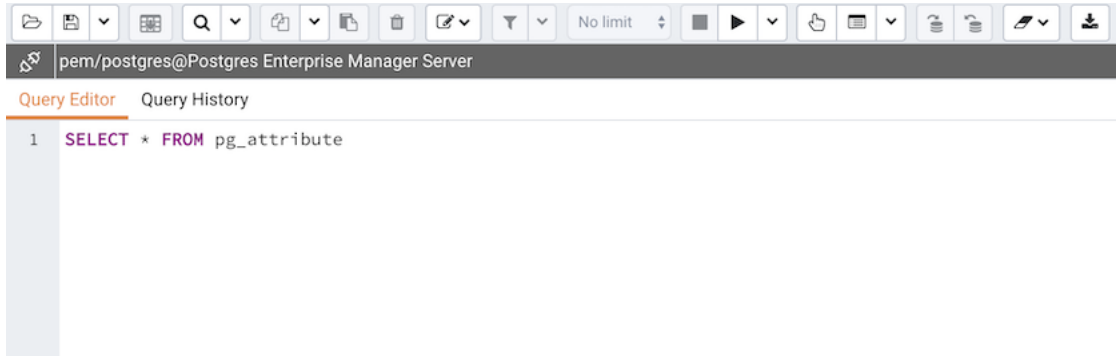 No limit
pem/postgres@Postgres Enterprise Manager Server
Query Editor Query History
1 SELECT * FROM pg_attribute